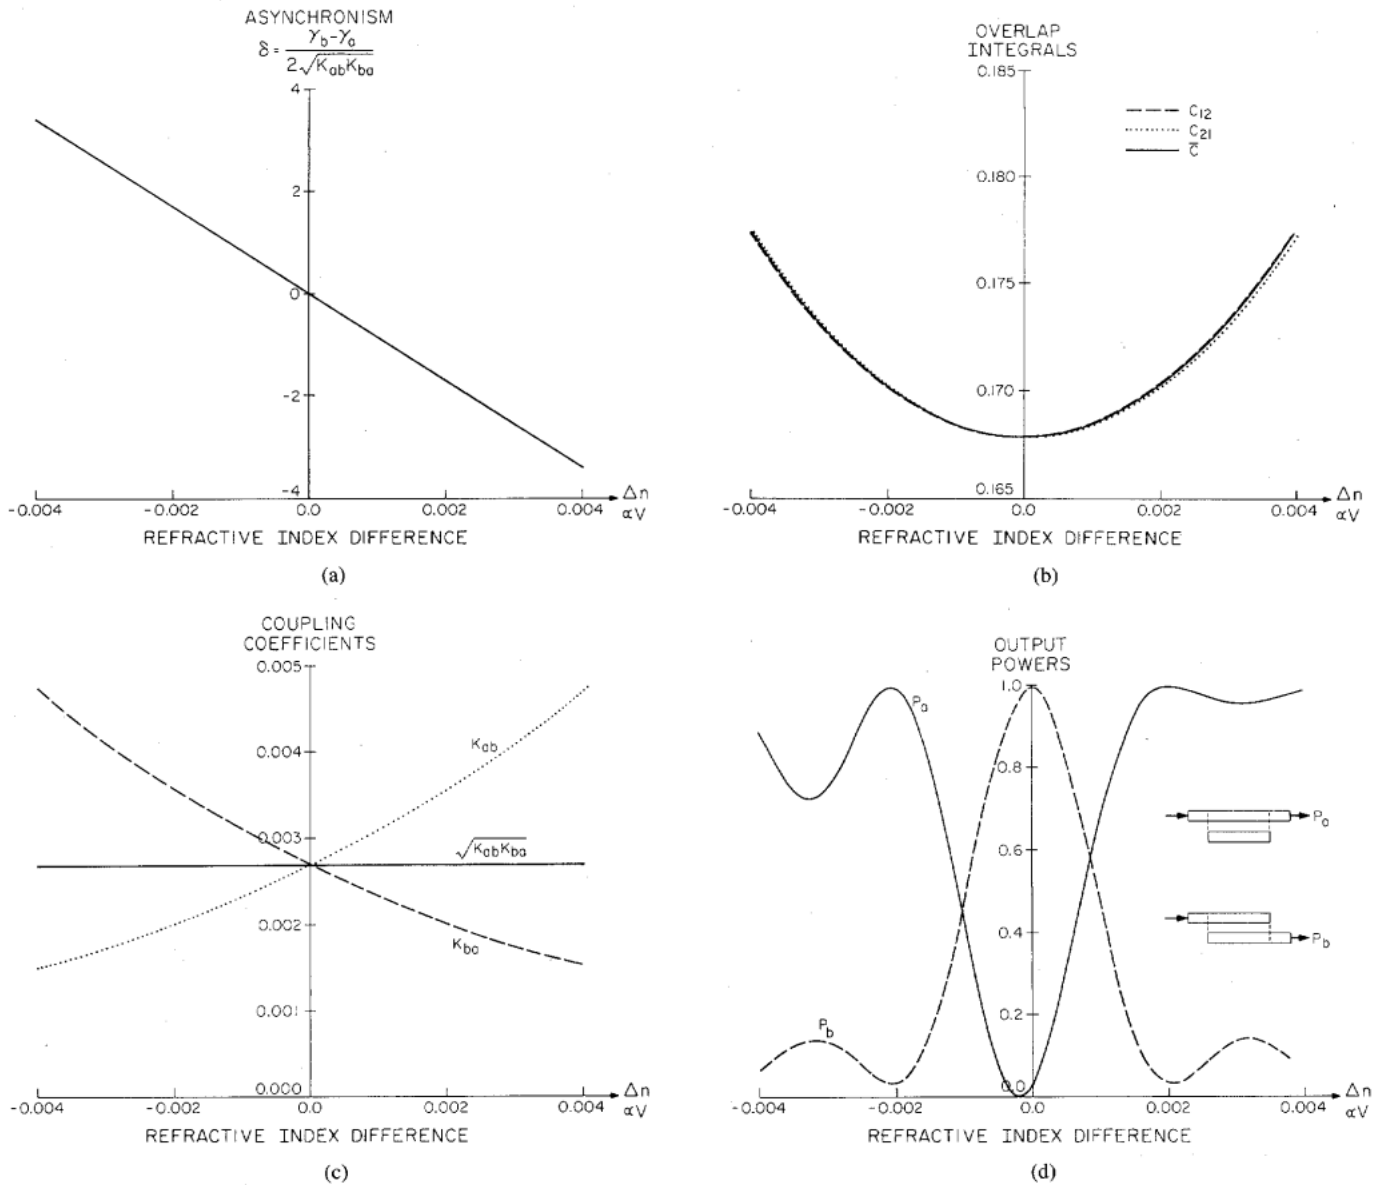 ASYNCHRONISM
δ = γb-γa / 2√KabKba
4
2
0
-2
-4
-0.004 -0.002 0.0 0.002 0.004
Δn
αV
REFRACTIVE INDEX DIFFERENCE
(a)
OVERLAP
INTEGRALS
0.185
0.180
0.175
0.170
0.165
C12
C21
C̅
-0.004 -0.002 0.0 0.002 0.004
Δn
αV
REFRACTIVE INDEX DIFFERENCE
(b)
COUPLING
COEFFICIENTS
0.005
0.004
0.003
0.002
0.001
0.000
Kab
√KabKba
Kba
-0.004 -0.002 0.0 0.002 0.004
Δn
αV
REFRACTIVE INDEX DIFFERENCE
(c)
OUTPUT
POWERS
1.0
0.8
0.6
0.4
0.2
0.0
Pa
Pb
Pa
Pb
-0.004 -0.002 0.0 0.002 0.004
Δn
αV
REFRACTIVE INDEX DIFFERENCE
(d)